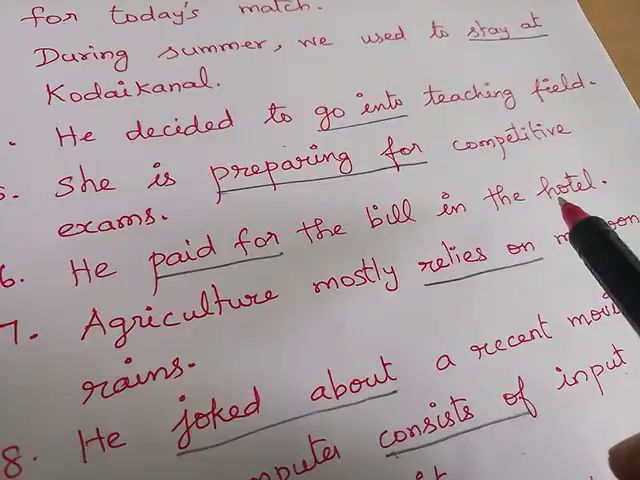 for today's match.
During summer, we used to stay at
Kodaikanal.
. He decided to go into teaching field.
5. She is preparing for competitive
exams.
6. He paid for the bill in the hotel.
7. Agriculture mostly relies on
rains.
8. He joked about a recent
consists of input